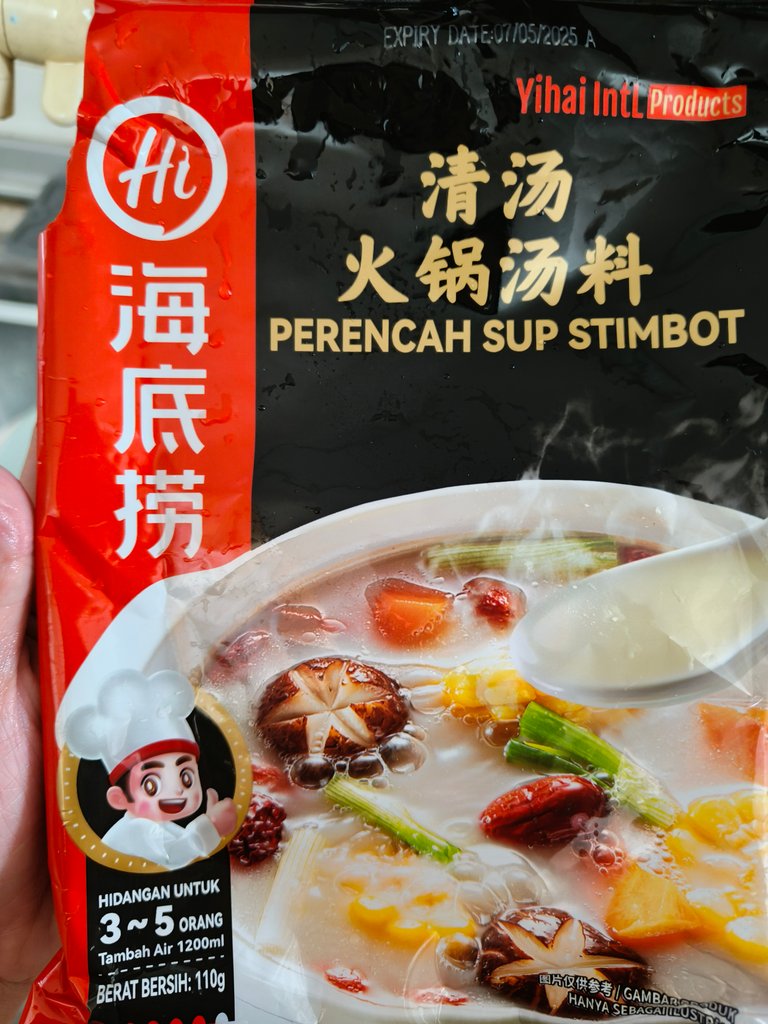 EXPIRY DATE:07/05/2025 A
Yihai Intl Products
Hi
海底捞
清汤
火锅汤料
PERENCAH SUP STIMBOT
HIDANGAN UNTUK
3~5 ORANG
Tambah Air 1200ml
BERAT BERSIH: 110g
图片仅供参考 / GAMBAR PRODUK
HANYA SEBAGAI ILUSTRASI